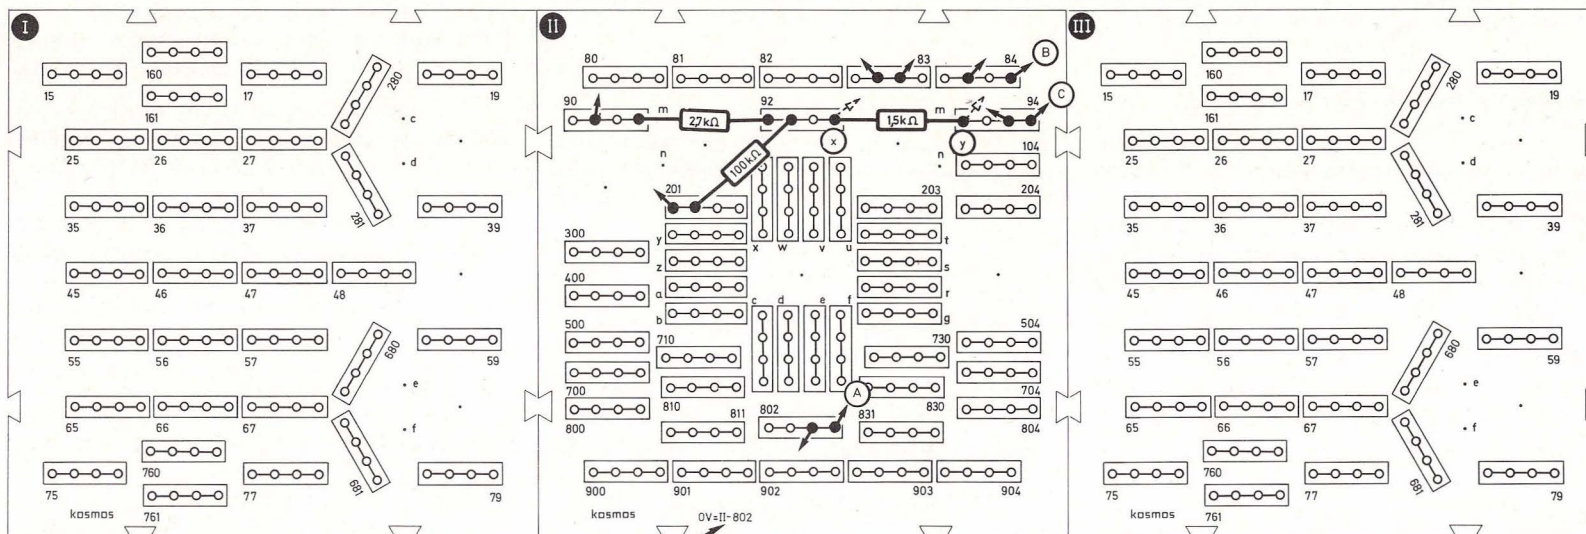 I
160
15
161
17
280
19
c
25
26
27
d
35
36
37
281
39
45
46
47
48
55
56
57
680
59
e
65
66
67
f
760
75
761
77
681
79
kosmos
II
80
81
82
83
84
B
90
m
92
m
94
C
2,7kΩ
1,5kΩ
x
y
n
n
100kΩ
104
201
203
204
y
x
w
v
u
t
300
z
s
400
a
r
b
c
d
e
f
g
500
504
710
730
700
704
810
830
A
800
811
802
831
804
900
901
902
903
904
kosmos
0V=II-802
III
160
15
161
17
280
19
c
25
26
27
d
35
36
37
281
39
45
46
47
48
55
56
57
680
59
e
65
66
67
f
760
75
761
77
681
79
kosmos